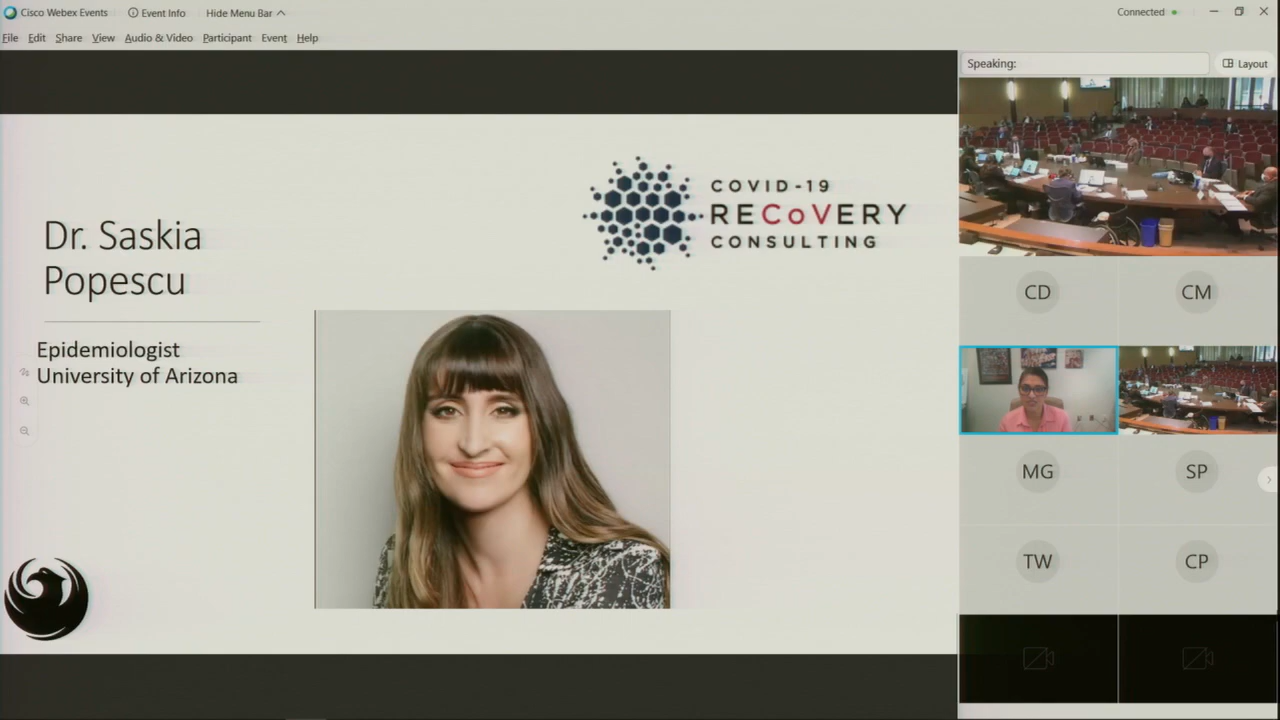 Cisco Webex Events
Event Info
Hide Menu Bar
Connected
File Edit Share View Audio & Video Participant Event Help
Speaking:
Layout
Dr. Saskia
Popescu
Epidemiologist
University of Arizona
COVID-19
RECoVERY
CONSULTING
CD
CM
MG
SP
TW
CP